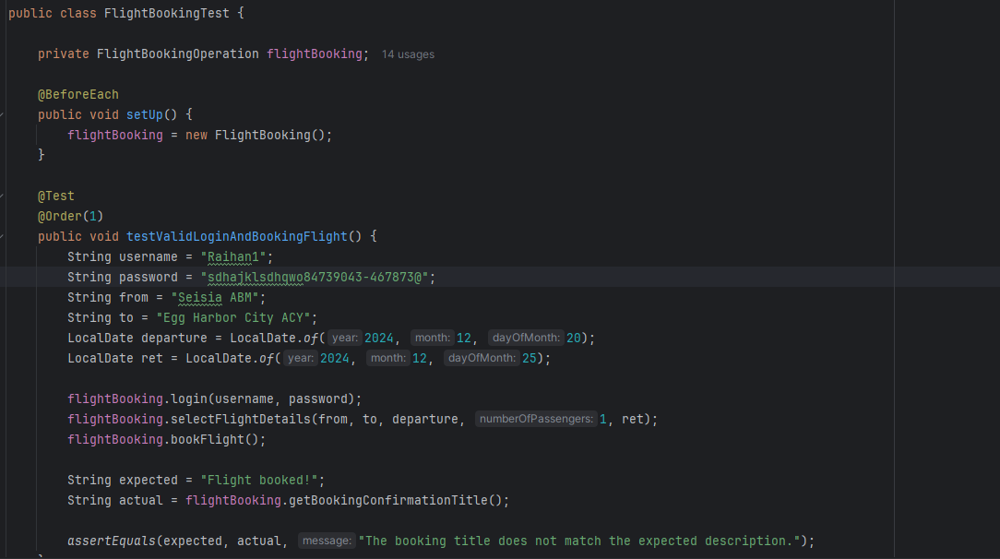 public class FlightBookingTest {
private FlightBookingOperation flightBooking; 14 usages
@BeforeEach
public void setUp() {
flightBooking = new FlightBooking();
}
@Test
@Order(1)
public void testValidLoginAndBookingFlight() {
String username = "Raihan1";
String password = "sdhajklsdhqwo84739043-467873@";
String from = "Seisia ABM";
String to = "Egg Harbor City ACY";
LocalDate departure = LocalDate.of( year: 2024, month: 12, dayOfMonth: 20);
LocalDate ret = LocalDate.of( year: 2024, month: 12, dayOfMonth: 25);
flightBooking.login(username, password);
flightBooking.selectFlightDetails(from, to, departure, numberOfPassengers: 1, ret);
flightBooking.bookFlight();
String expected = "Flight booked!";
String actual = flightBooking.getBookingConfirmationTitle();
assertEquals(expected, actual, message: "The booking title does not match the expected description.");